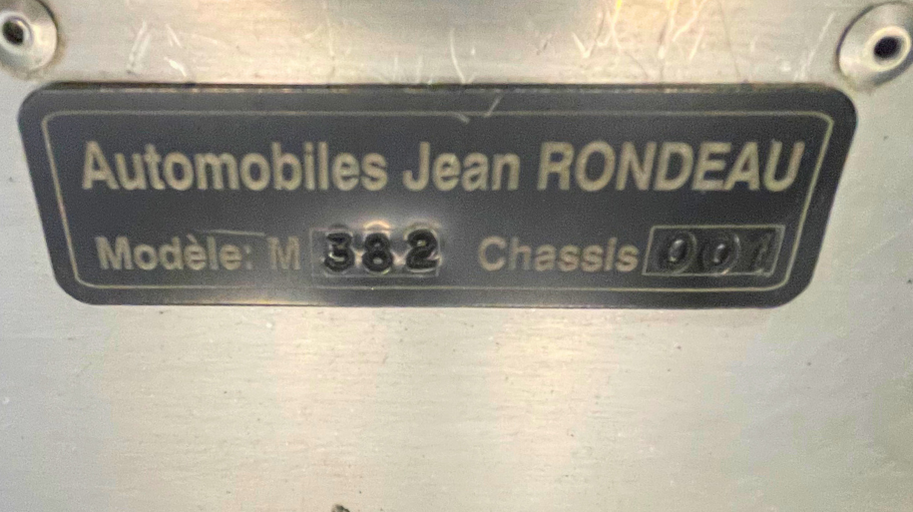 Automobiles Jean RONDEAU
Modèle: M 382 Chassis 001